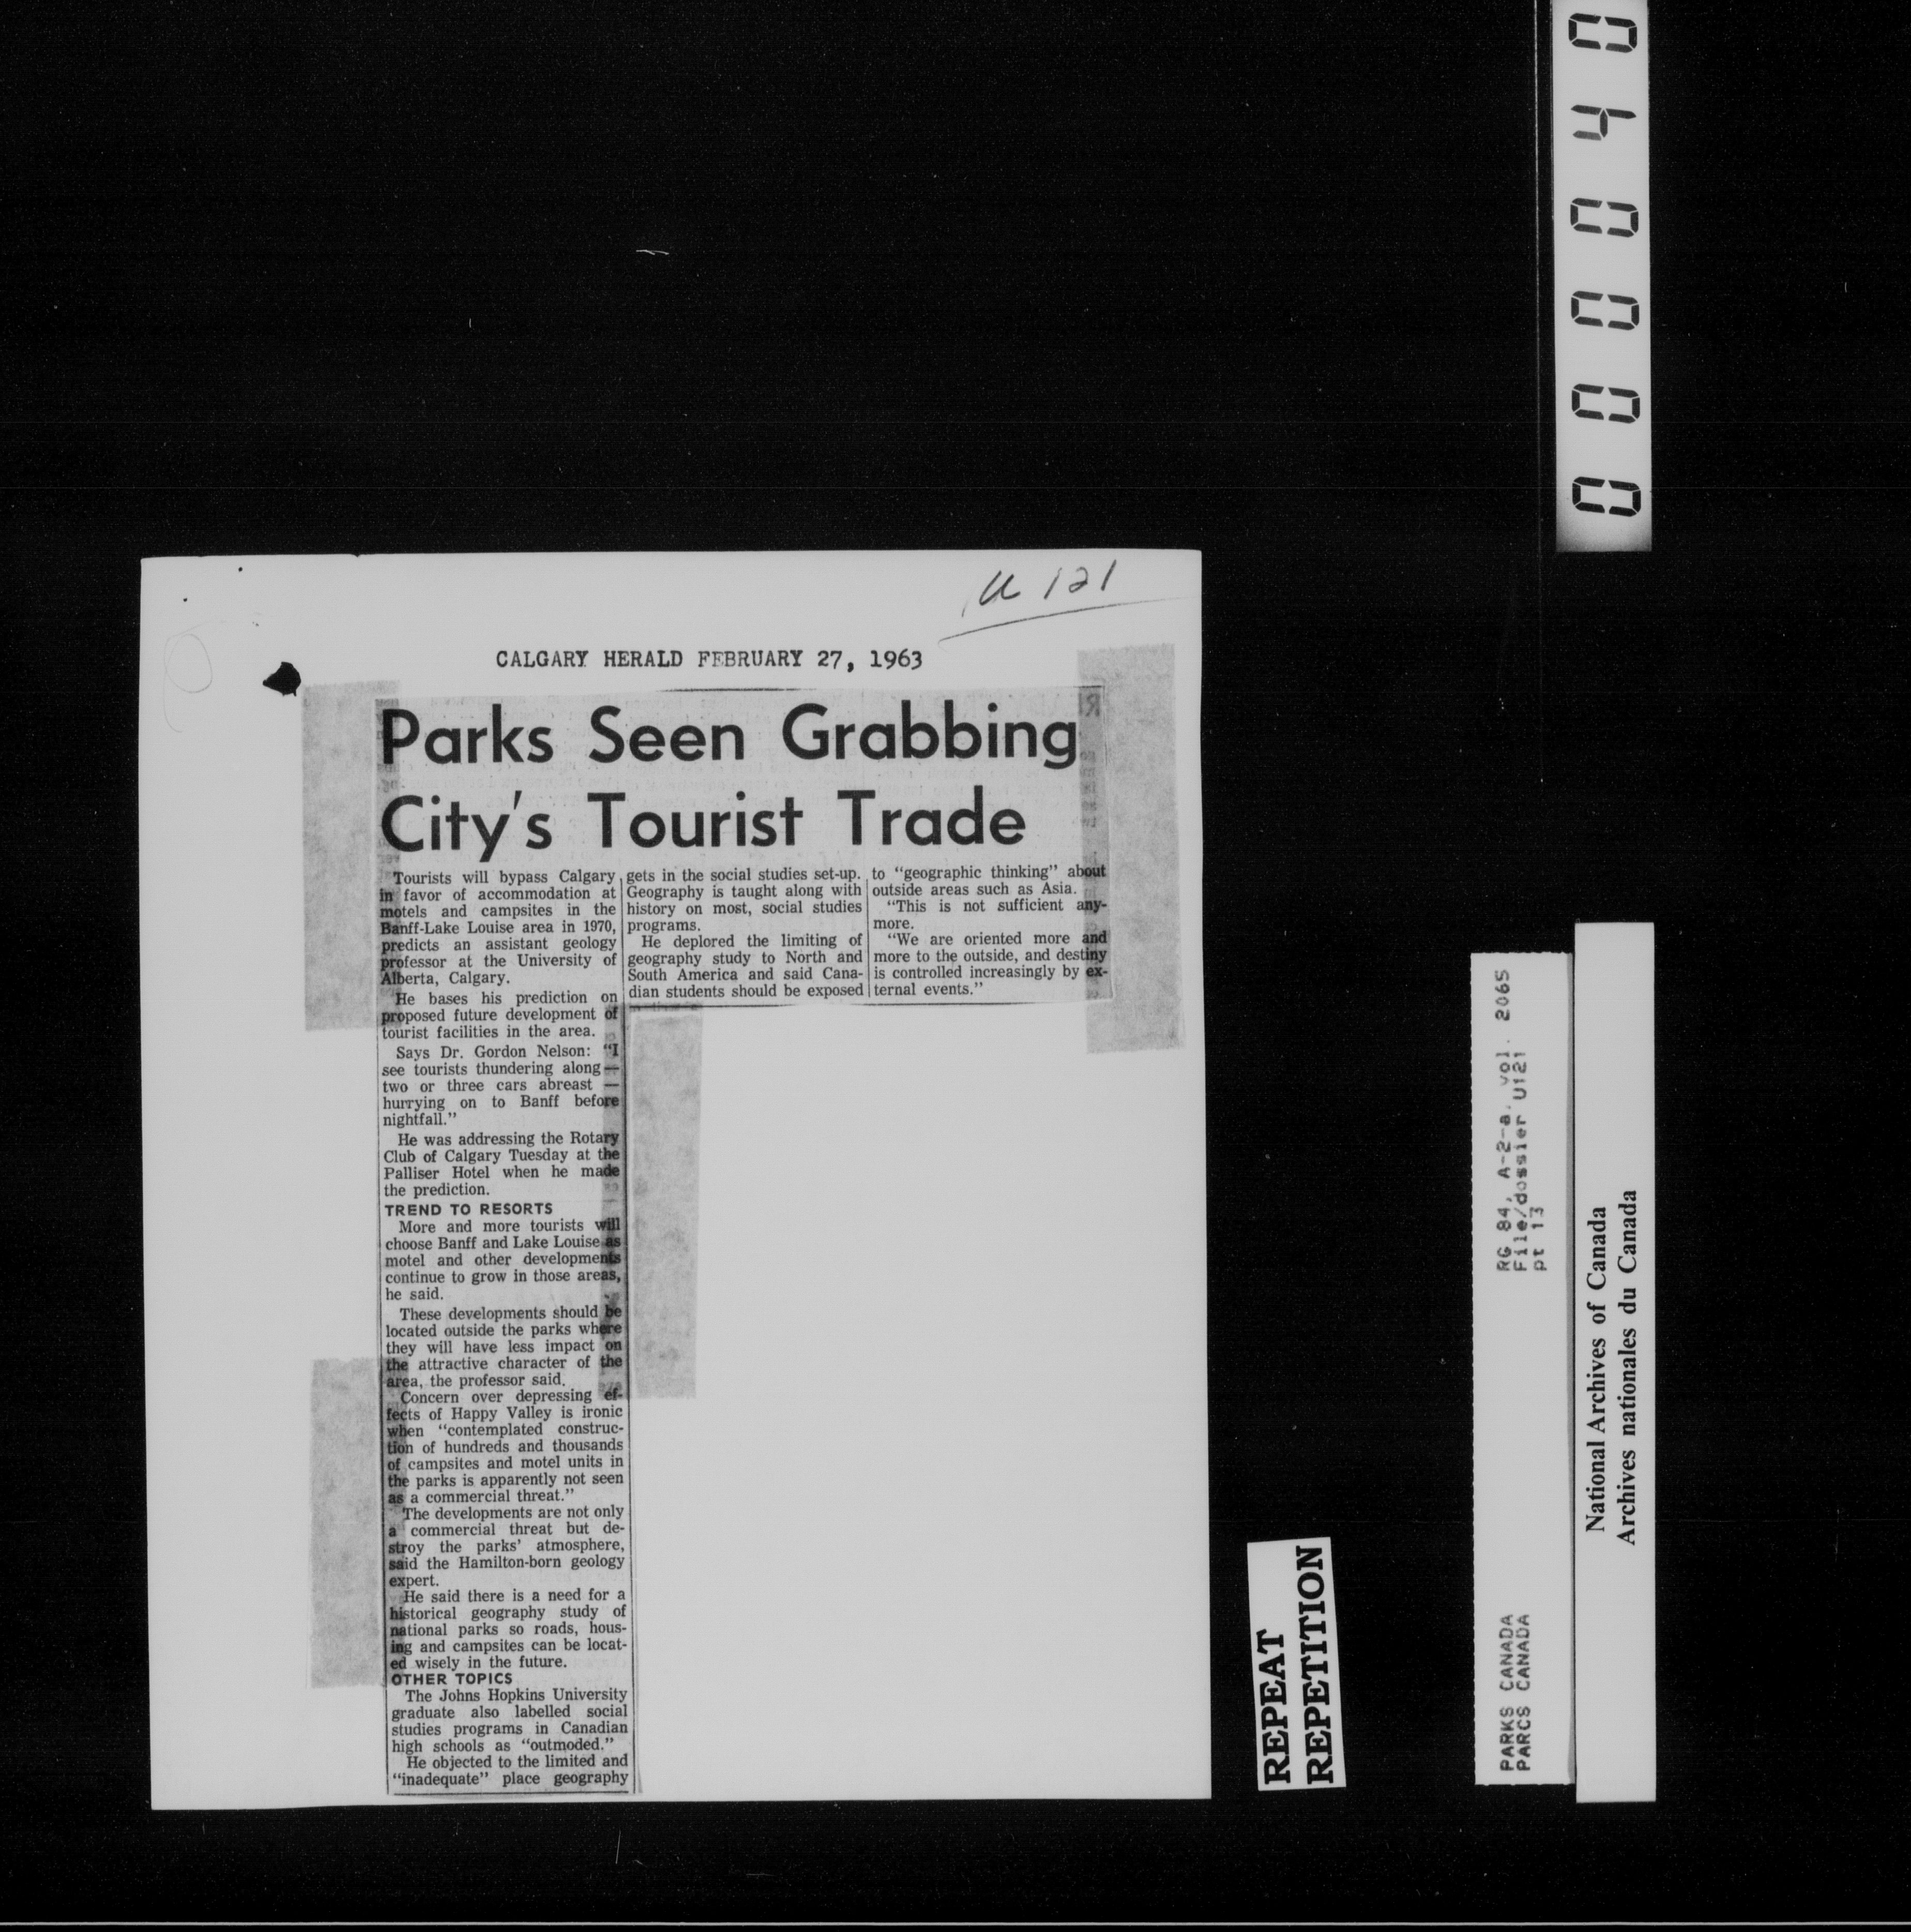 U 121
CALGARY HERALD FEBRUARY 27, 1963
Parks Seen Grabbing
City's Tourist Trade
Tourists will bypass Calgary
in favor of accommodation at
motels and campsites in the
Banff-Lake Louise area in 1970,
predicts an assistant geology
professor at the University of
Alberta, Calgary.
He bases his prediction on
proposed future development of
tourist facilities in the area.
Says Dr. Gordon Nelson: “I
see tourists thundering along —
two or three cars abreast —
hurrying on to Banff before
nightfall.”
He was addressing the Rotary
Club of Calgary Tuesday at the
Palliser Hotel when he made
the prediction.
TREND TO RESORTS
More and more tourists will
choose Banff and Lake Louise as
motel and other developments
continue to grow in those areas,
he said.
These developments should be
located outside the parks where
they will have less impact on
the attractive character of the
area, the professor said.
Concern over depressing ef-
fects of Happy Valley is ironic
when “contemplated construc-
tion of hundreds and thousands
of campsites and motel units in
the parks is apparently not seen
as a commercial threat.”
The developments are not only
a commercial threat but de-
stroy the parks' atmosphere,
said the Hamilton-born geology
expert.
He said there is a need for a
historical geography study of
national parks so roads, hous-
ing and campsites can be locat-
ed wisely in the future.
OTHER TOPICS
The Johns Hopkins University
graduate also labelled social
studies programs in Canadian
high schools as “outmoded.”
He objected to the limited and
“inadequate” place geography
gets in the social studies set-up.
Geography is taught along with
history on most, social studies
programs.
He deplored the limiting of
geography study to North and
South America and said Cana-
dian students should be exposed
to “geographic thinking” about
outside areas such as Asia.
“This is not sufficient any-
more.
“We are oriented more and
more to the outside, and destiny
is controlled increasingly by ex-
ternal events.”
REPEAT
REPETITION
PARKS CANADA
PARCS CANADA
RG 84, A-2-a, vol. 2065
File/dossier U121
pt 13
National Archives of Canada
Archives nationales du Canada
000040